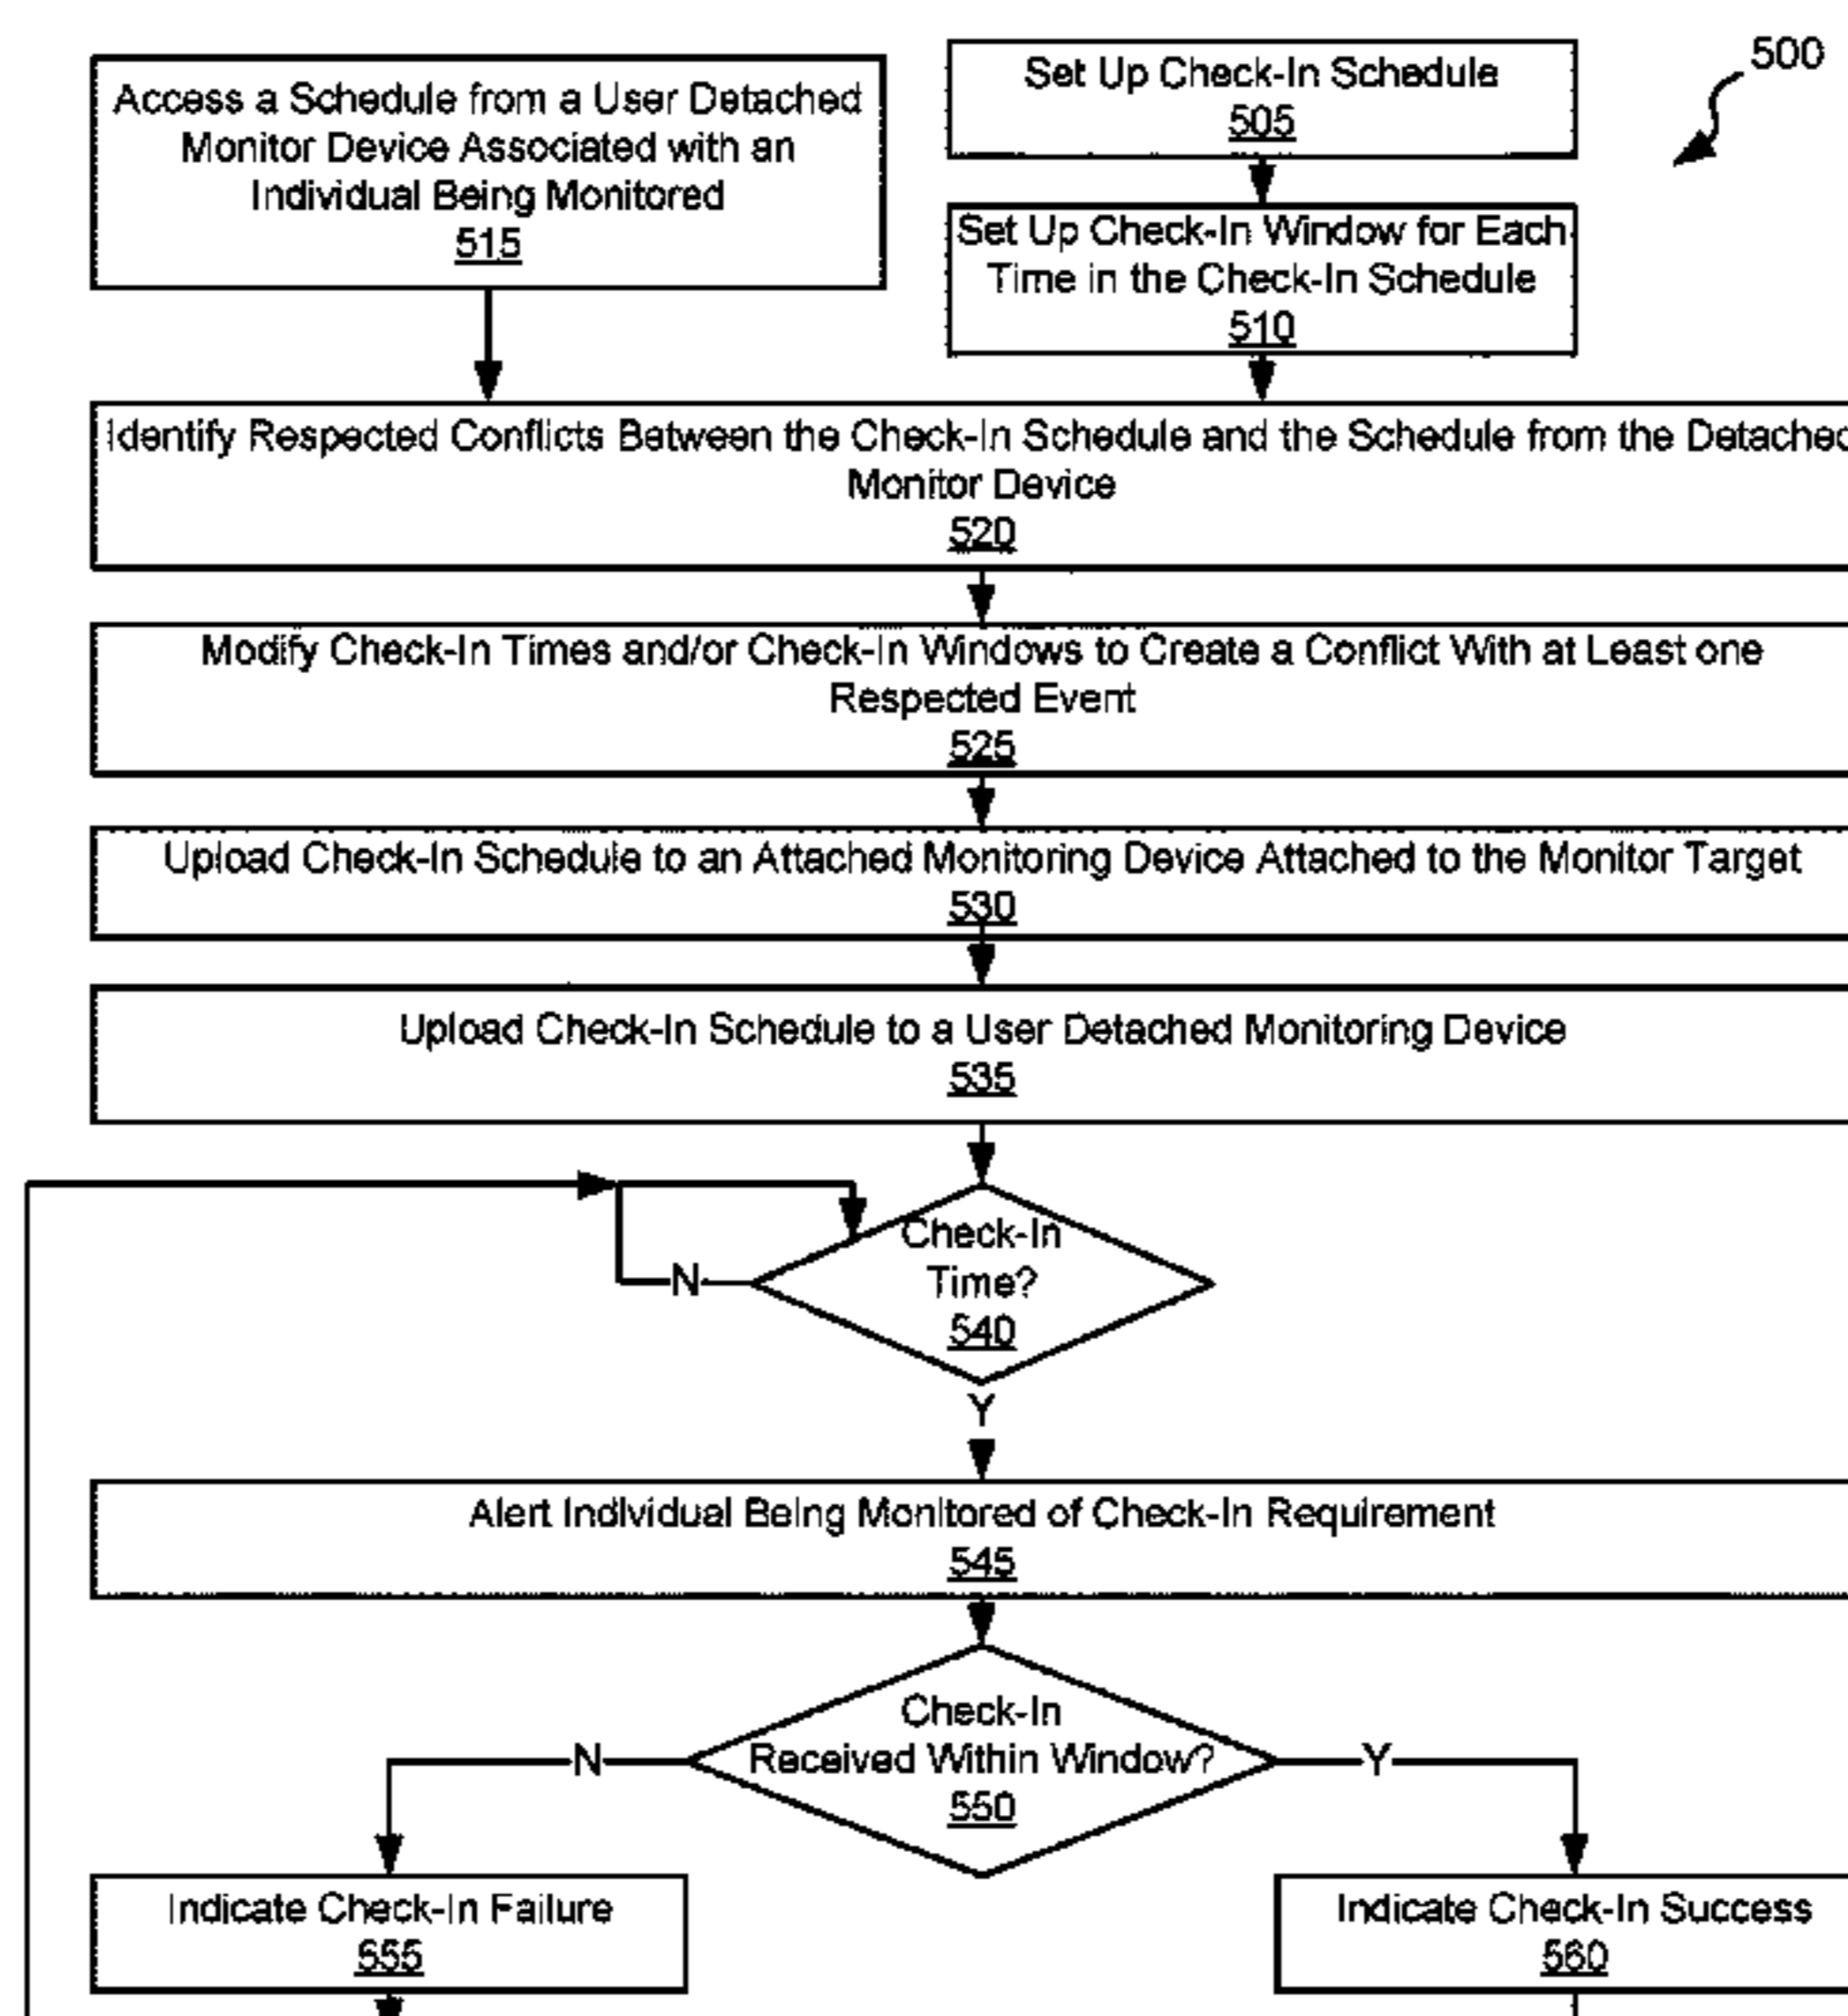 500
Access a Schedule from a User Detached
Monitor Device Associated with an
Individual Being Monitored
515
Set Up Check-In Schedule
505
Set Up Check-In Window for Each
Time in the Check-In Schedule
510
Identify Respected Conflicts Between the Check-In Schedule and the Schedule from the Detached
Monitor Device
520
Modify Check-In Times and/or Check-In Windows to Create a Conflict With at Least one
Respected Event
525
Upload Check-In Schedule to an Attached Monitoring Device Attached to the Monitor Target
530
Upload Check-In Schedule to a User Detached Monitoring Device
535
Check-In
Time?
540
N
Y
Alert Individual Being Monitored of Check-In Requirement
545
Check-In
Received Within Window?
550
N
Y
Indicate Check-In Failure
555
Indicate Check-In Success
560